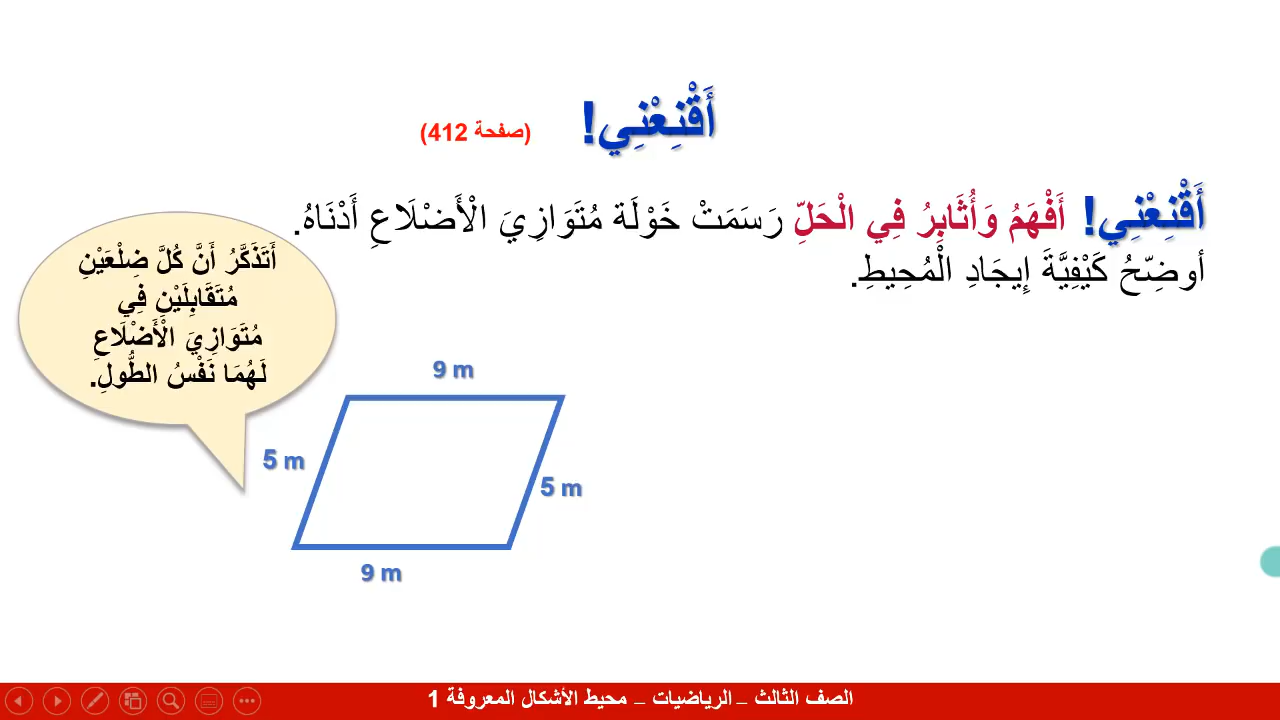 أَقْنِعْنِي! (صفحة 412)
أَقْنِعْنِي! أَفْهَمُ وَأُثَابِرُ فِي الْحَلِّ رَسَمَتْ خَوْلَة مُتَوَازِيَ الْأَضْلَاعِ أَدْنَاهُ.
أوضِّحُ كَيْفِيَّةَ إِيجَادِ الْمُحِيطِ.
أَتَذَكَّرُ أَنَّ كُلَّ ضِلْعَيْنِ
مُتَقَابِلَيْنِ فِي
مُتَوَازِيَ الْأَضْلَاعِ
لَهُمَا نَفْسُ الطُّولِ.
9 m
5 m
5 m
9 m
الصف الثالث – الرياضيات – محيط الأشكال المعروفة 1